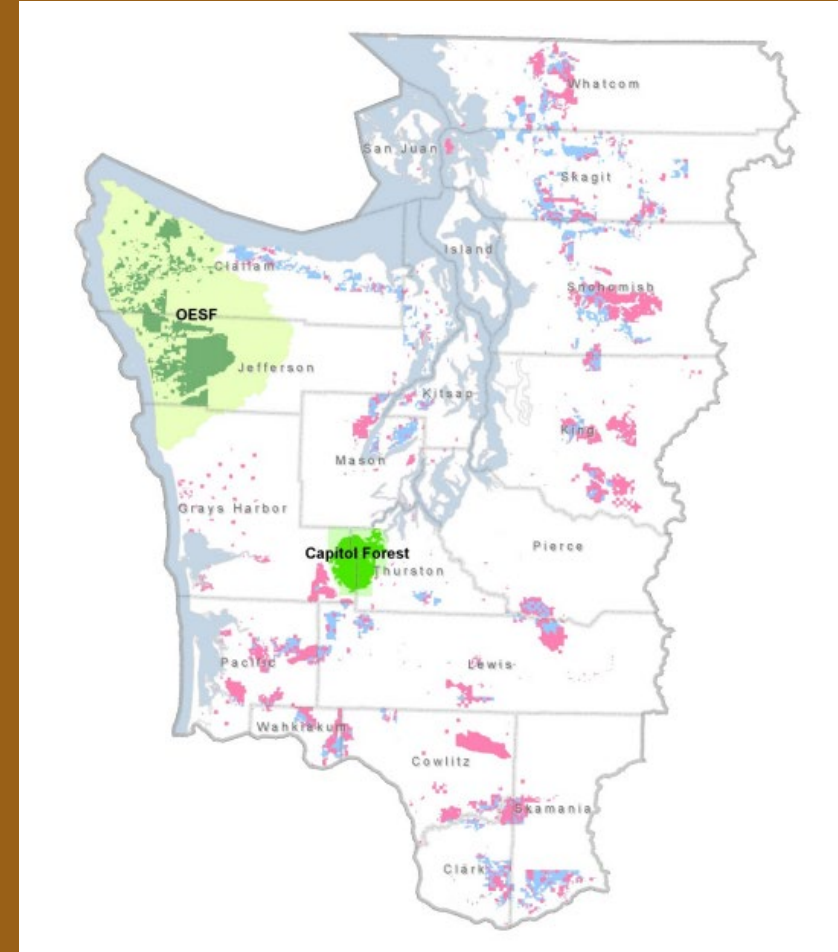 Whatcom
San Juan
Skagit
Island
Clallam
Snohomish
OESF
Jefferson
Kitsap
King
Mason
Grays Harbor
Pierce
Capitol Forest
Thurston
Pacific
Lewis
Wahkiakum
Cowlitz
Skamania
Clark